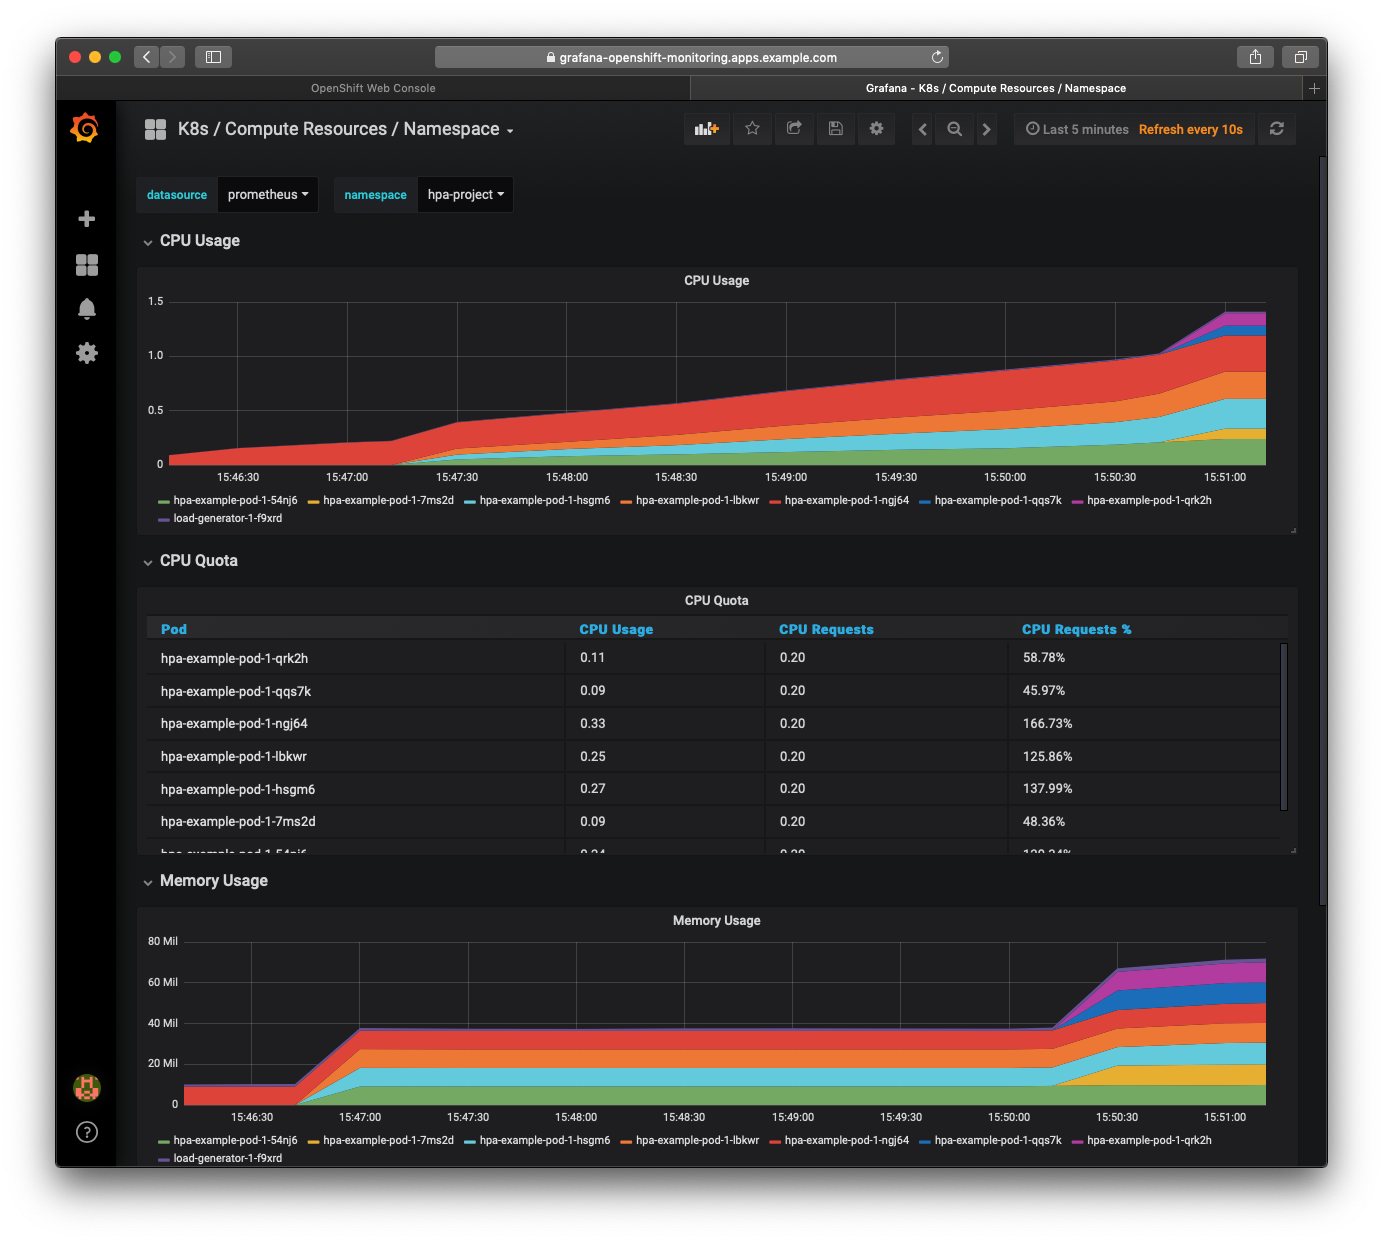 grafana-openshift-monitoring.apps.example.com
OpenShift Web Console
Grafana - K8s / Compute Resources / Namespace
K8s / Compute Resources / Namespace
Last 5 minutes Refresh every 10s
datasource prometheus namespace hpa-project
CPU Usage
CPU Usage
1.5
1.0
0.5
0
15:46:30 15:47:00 15:47:30 15:48:00 15:48:30 15:49:00 15:49:30 15:50:00 15:50:30 15:51:00
hpa-example-pod-1-54nj6 hpa-example-pod-1-7ms2d hpa-example-pod-1-hsgm6 hpa-example-pod-1-lbkwr hpa-example-pod-1-ngj64 hpa-example-pod-1-qqs7k hpa-example-pod-1-qrk2h
load-generator-1-f9xrd
CPU Quota
CPU Quota
Pod CPU Usage CPU Requests CPU Requests %
hpa-example-pod-1-qrk2h 0.11 0.20 58.78%
hpa-example-pod-1-qqs7k 0.09 0.20 45.97%
hpa-example-pod-1-ngj64 0.33 0.20 166.73%
hpa-example-pod-1-lbkwr 0.25 0.20 125.86%
hpa-example-pod-1-hsgm6 0.27 0.20 137.99%
hpa-example-pod-1-7ms2d 0.09 0.20 48.36%
hpa-example-pod-1-54nj6
Memory Usage
Memory Usage
80 Mil
60 Mil
40 Mil
20 Mil
0
15:46:30 15:47:00 15:47:30 15:48:00 15:48:30 15:49:00 15:49:30 15:50:00 15:50:30 15:51:00
hpa-example-pod-1-54nj6 hpa-example-pod-1-7ms2d hpa-example-pod-1-hsgm6 hpa-example-pod-1-lbkwr hpa-example-pod-1-ngj64 hpa-example-pod-1-qqs7k hpa-example-pod-1-qrk2h
load-generator-1-f9xrd